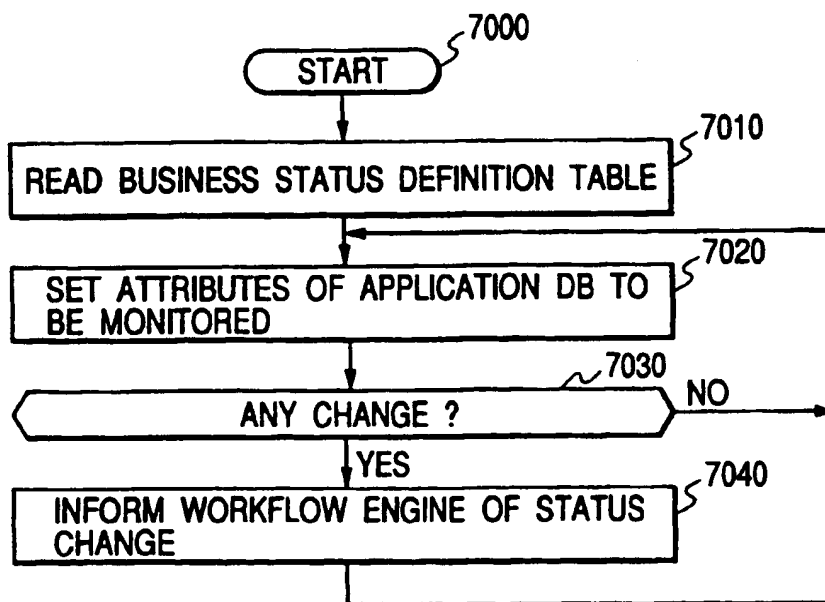 7000
START
7010
READ BUSINESS STATUS DEFINITION TABLE
7020
SET ATTRIBUTES OF APPLICATION DB TO
BE MONITORED
7030
ANY CHANGE ?
NO
YES
7040
INFORM WORKFLOW ENGINE OF STATUS
CHANGE